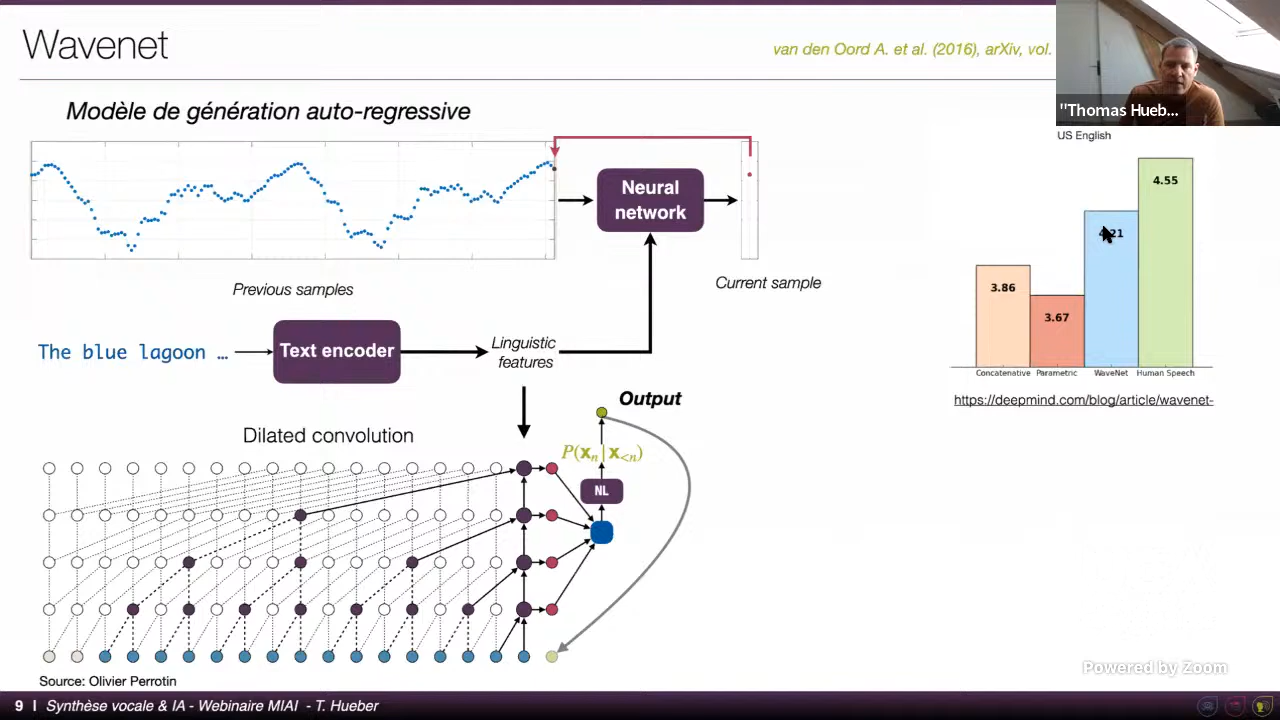 Wavenet
van den Oord A. et al. (2016), arXiv, vol.
"Thomas Hueb...
Modèle de génération auto-regressive
US English
Neural
network
Previous samples
Current sample
The blue lagoon ...
Text encoder
Linguistic
features
3.86
3.67
4.55
Concatenative Parametric WaveNet Human Speech
https://deepmind.com/blog/article/wavenet-
Output
Dilated convolution
P(xₙ|x<ₙ)
NL
Source: Olivier Perrotin
Powered by Zoom
9 | Synthèse vocale & IA - Webinaire MIAI - T. Hueber